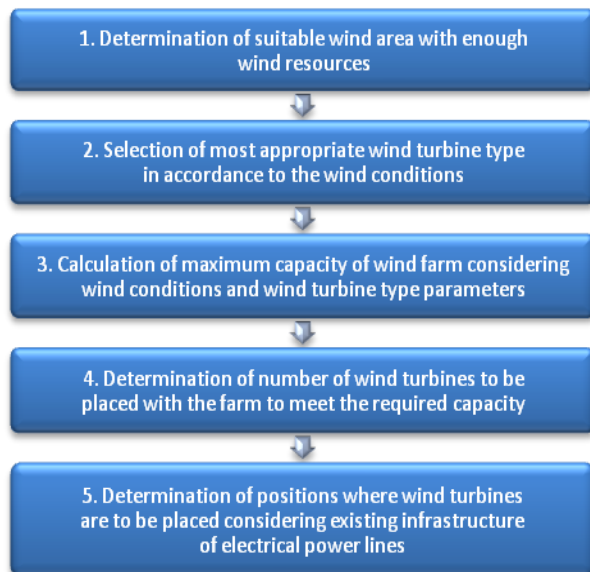 1. Determination of suitable wind area with enough
wind resources
2. Selection of most appropriate wind turbine type
in accordance to the wind conditions
3. Calculation of maximum capacity of wind farm considering
wind conditions and wind turbine type parameters
4. Determination of number of wind turbines to be
placed with the farm to meet the required capacity
5. Determination of positions where wind turbines
are to be placed considering existing infrastructure
of electrical power lines